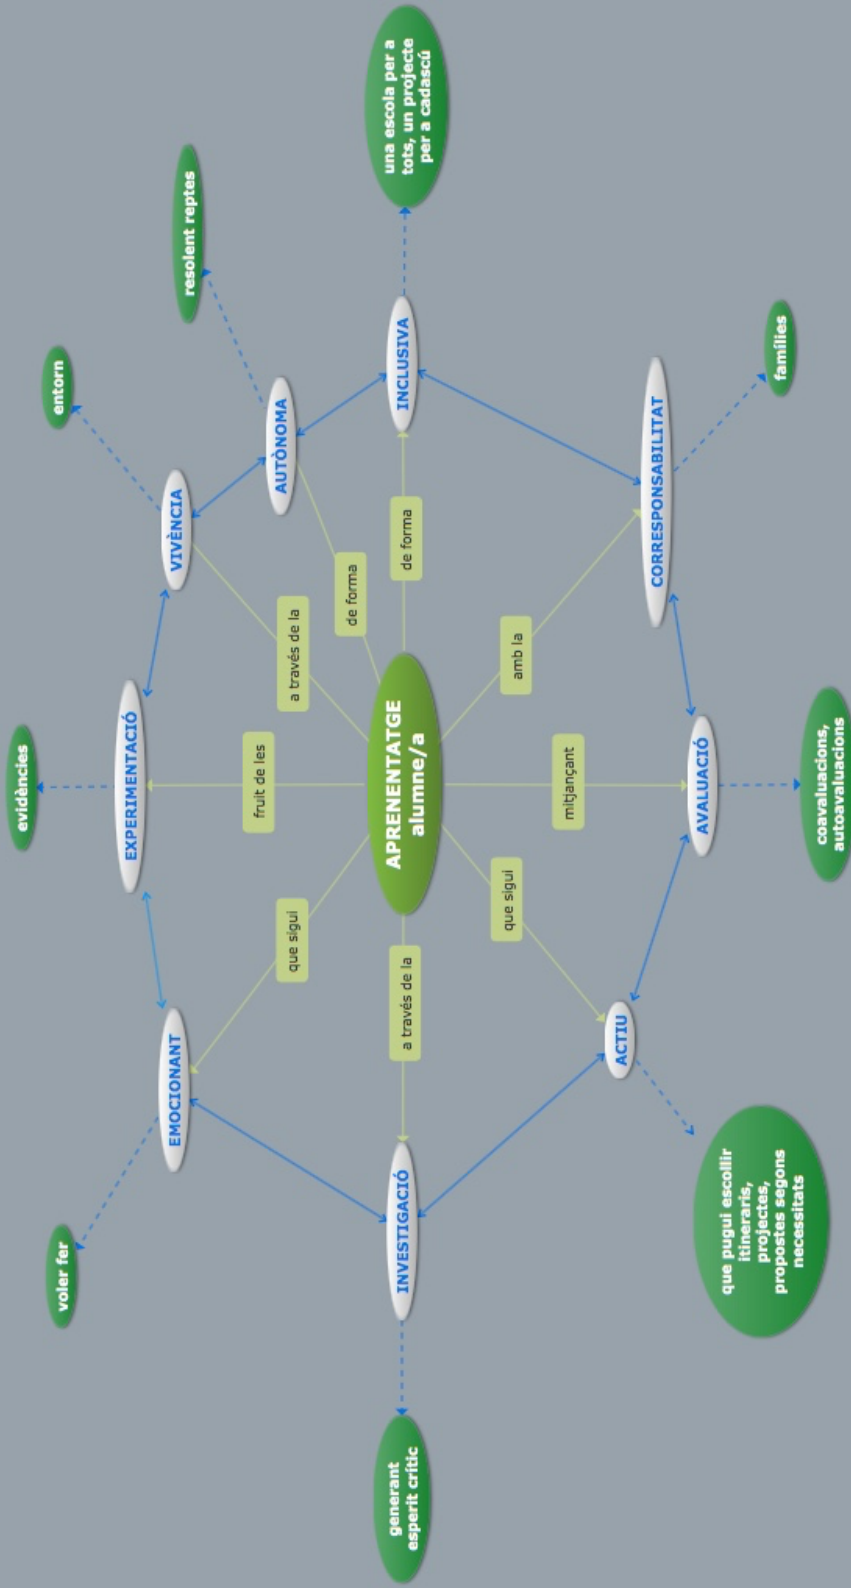 evidències
voler fer
entorn
EXPERIMENTACIÓ
EMOCIONANT
VIVÈNCIA
resolent reptes
fruit de les
AUTÒNOMA
que sigui
a través de la
de forma
generant
esperit crític
INVESTIGACIÓ
a través de la
APRENENTATGE
alumne/a
de forma
INCLUSIVA
una escola per a
tots, un projecte
per a cadascú
que sigui
amb la
mitjançant
ACTIU
CORRESPONSABILITAT
AVALUACIÓ
que pugui escollir
itineraris,
projectes,
propostes segons
necessitats
famílies
coavaluacions,
autoavaluacions